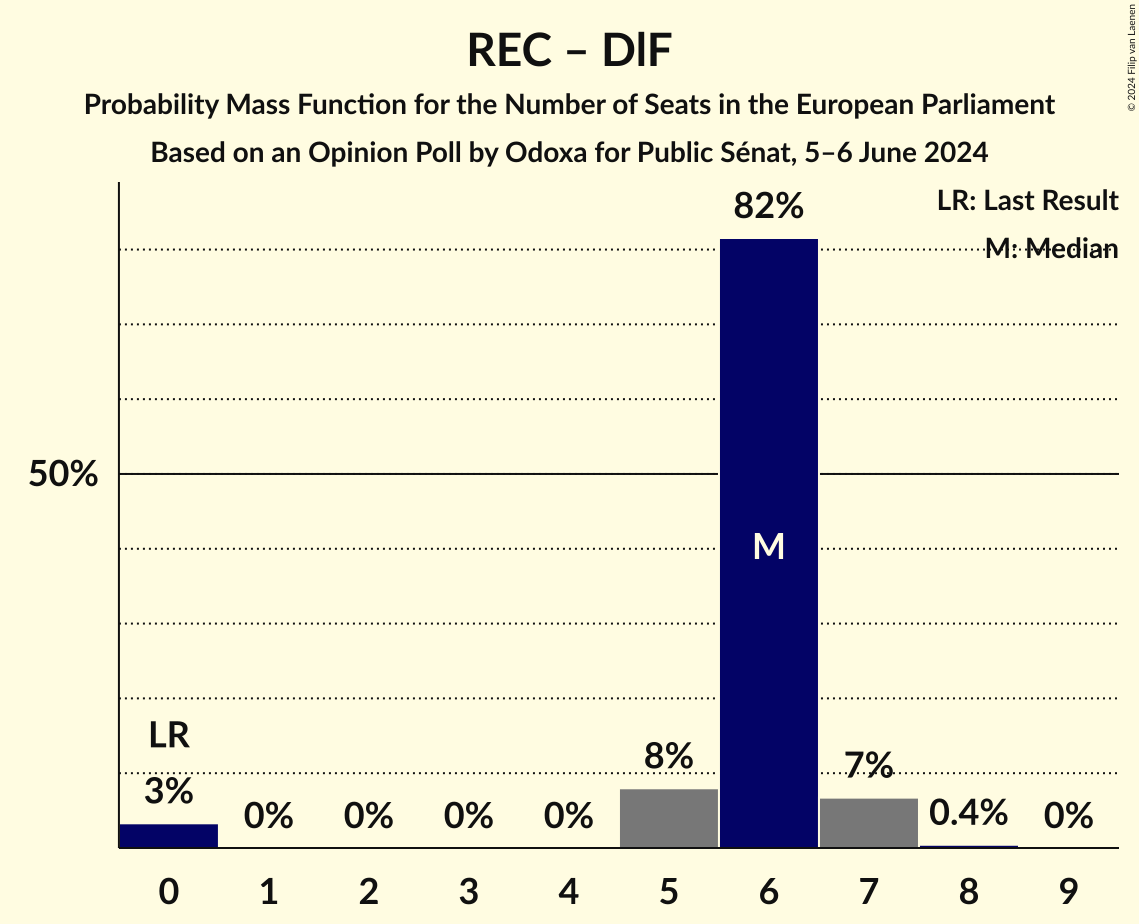 REC – DlF
Probability Mass Function for the Number of Seats in the European Parliament
Based on an Opinion Poll by Odoxa for Public Sénat, 5–6 June 2024
© 2024 Filip van Laenen
LR: Last Result
M: Median
50%
82%
M
LR
3%
0%
0%
0%
0%
8%
7%
0.4%
0%
0 1 2 3 4 5 6 7 8 9